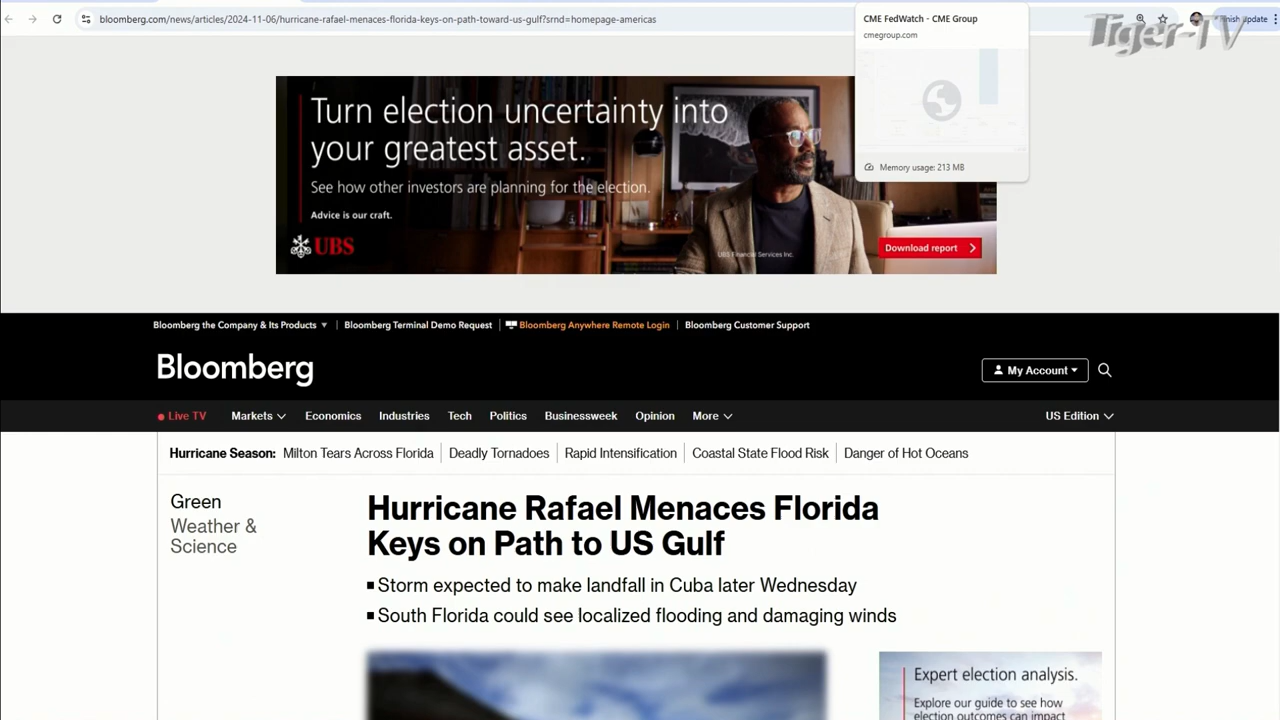 bloomberg.com/news/articles/2024-11-06/hurricane-rafael-menaces-florida-keys-on-path-toward-us-gulf?srnd=homepage-americas
CME FedWatch - CME Group
cmegroup.com
Memory usage: 213 MB
Tiger-TV
Finish update
Turn election uncertainty into
your greatest asset.
See how other investors are planning for the election.
Advice is our craft.
UBS
UBS Financial Services Inc.
Download report
Bloomberg the Company & Its Products
Bloomberg Terminal Demo Request
Bloomberg Anywhere Remote Login
Bloomberg Customer Support
Bloomberg
My Account
Live TV Markets Economics Industries Tech Politics Businessweek Opinion More US Edition
Hurricane Season: Milton Tears Across Florida Deadly Tornadoes Rapid Intensification Coastal State Flood Risk Danger of Hot Oceans
Green
Weather &
Science
Hurricane Rafael Menaces Florida
Keys on Path to US Gulf
Storm expected to make landfall in Cuba later Wednesday
South Florida could see localized flooding and damaging winds
Expert election analysis.
Explore our guide to see how
election outcomes can impact